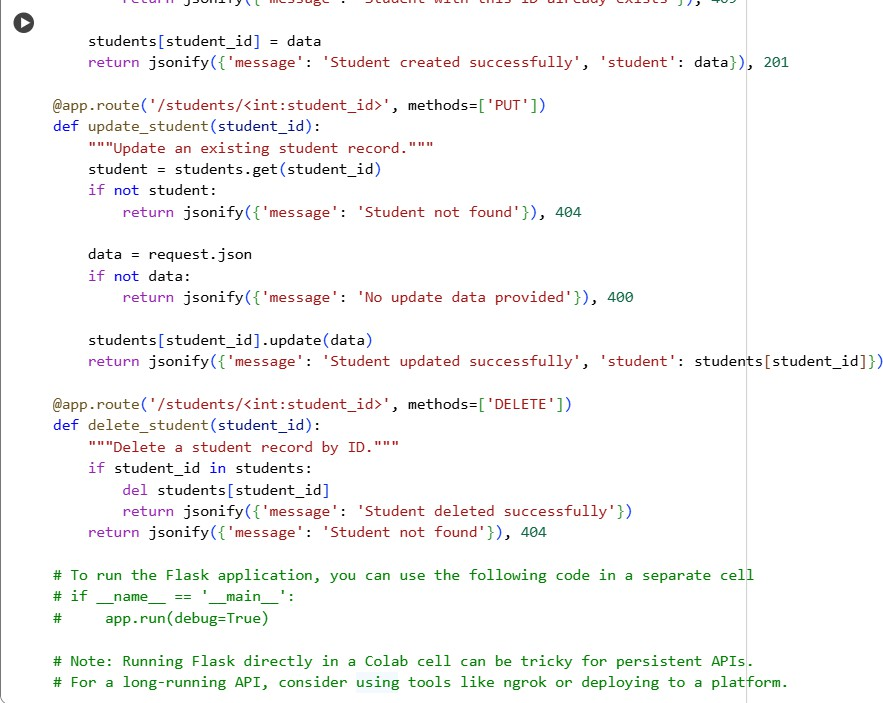 return jsonify({'message': 'Student with this ID already exists'}), 409
    students[student_id] = data
    return jsonify({'message': 'Student created successfully', 'student': data}), 201
@app.route('/students/<int:student_id>', methods=['PUT'])
def update_student(student_id):
    """Update an existing student record."""
    student = students.get(student_id)
    if not student:
        return jsonify({'message': 'Student not found'}), 404
    data = request.json
    if not data:
        return jsonify({'message': 'No update data provided'}), 400
    students[student_id].update(data)
    return jsonify({'message': 'Student updated successfully', 'student': students[student_id]})
@app.route('/students/<int:student_id>', methods=['DELETE'])
def delete_student(student_id):
    """Delete a student record by ID."""
    if student_id in students:
        del students[student_id]
        return jsonify({'message': 'Student deleted successfully'})
    return jsonify({'message': 'Student not found'}), 404
# To run the Flask application, you can use the following code in a separate cell
# if __name__ == '__main__':
#     app.run(debug=True)
# Note: Running Flask directly in a Colab cell can be tricky for persistent APIs.
# For a long-running API, consider using tools like ngrok or deploying to a platform.